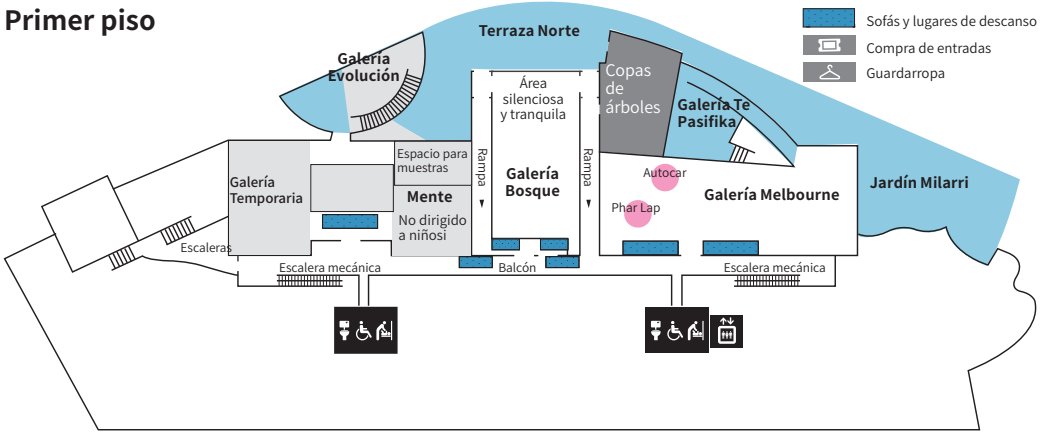 Primer piso
Sofás y lugares de descanso
Compra de entradas
Guardarropa
Terraza Norte
Galería
Evolución
Área
silenciosa
y tranquila
Copas
de
árboles
Galería Te
Pasifika
Espacio para
muestras
Rampa
Rampa
Galería
Bosque
Autocar
Galería
Temporaria
Mente
Galería Melbourne
Jardín Milarri
Phar Lap
No dirigido
a niñosi
Escaleras
Escalera mecánica
Balcón
Escalera mecánica